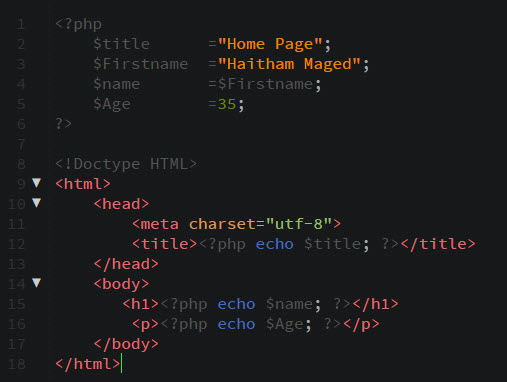 1 <?php
2     $title      ="Home Page";
3     $Firstname  ="Haitham Maged";
4     $name       =$Firstname;
5     $Age        =35;
6 ?>
7
8 <!Doctype HTML>
9 ▼ <html>
10 ▼     <head>
11         <meta charset="utf-8">
12         <title><?php echo $title; ?></title>
13     </head>
14 ▼     <body>
15        <h1><?php echo $name; ?></h1>
16         <p><?php echo $Age; ?></p>
17     </body>
18 </html>